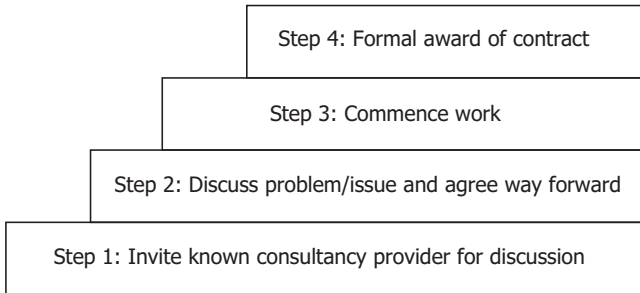 Step 4: Formal award of contract
Step 3: Commence work
Step 2: Discuss problem/issue and agree way forward
Step 1: Invite known consultancy provider for discussion